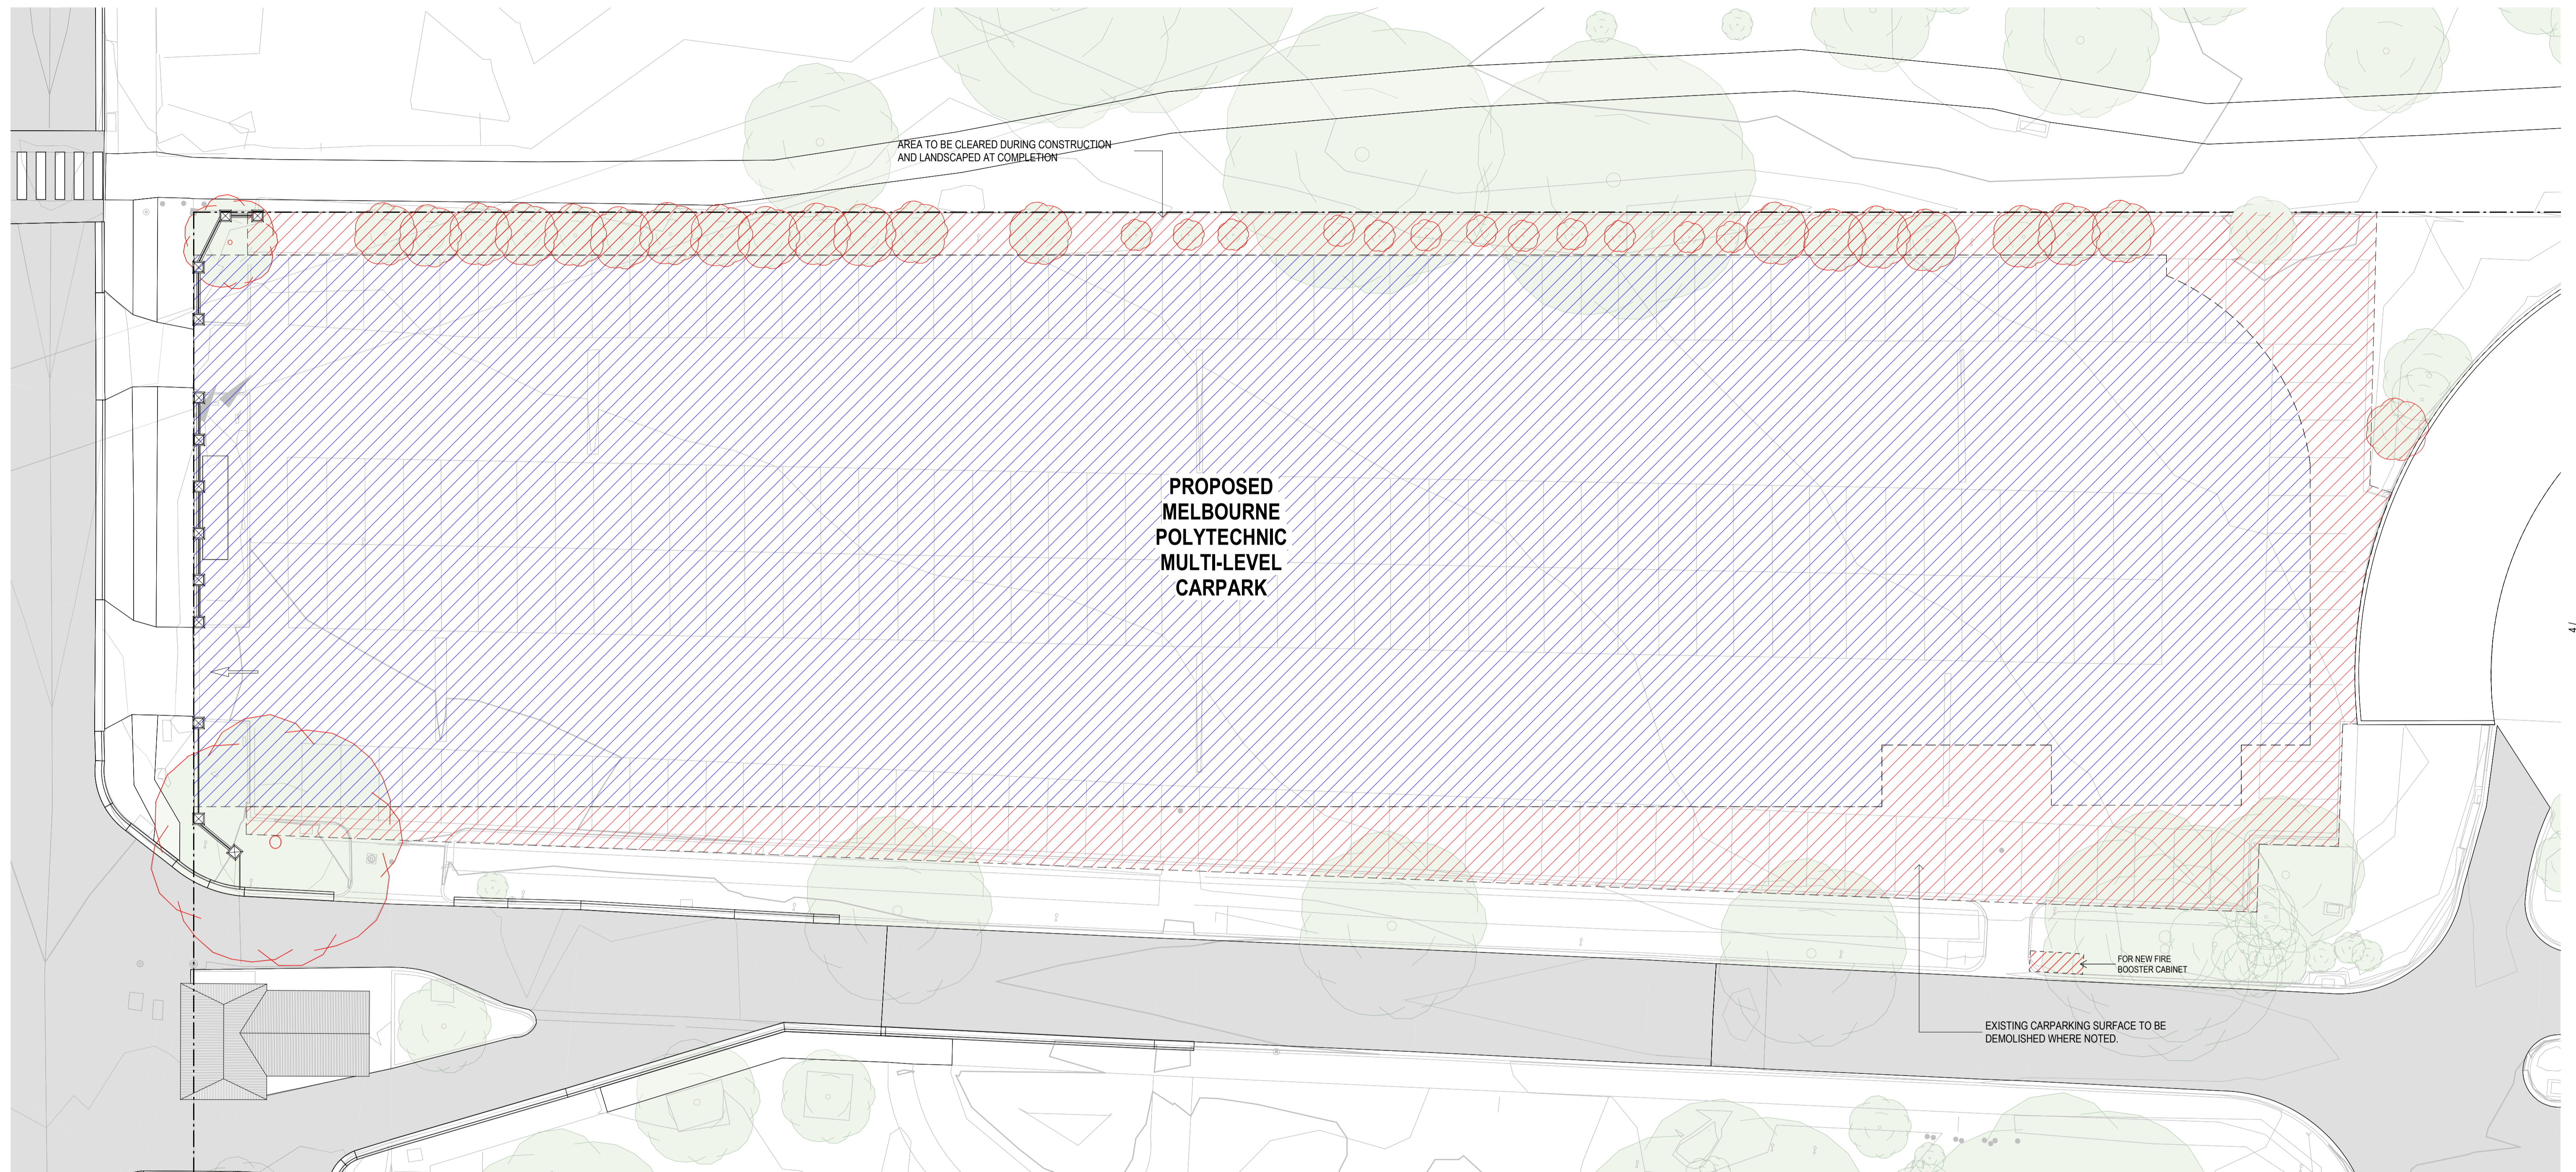 AREA TO BE CLEARED DURING CONSTRUCTION
AND LANDSCAPED AT COMPLETION
PROPOSED
MELBOURNE
POLYTECHNIC
MULTI-LEVEL
CARPARK
FOR NEW FIRE
BOOSTER CABINET
EXISTING CARPARKING SURFACE TO BE
DEMOLISHED WHERE NOTED.